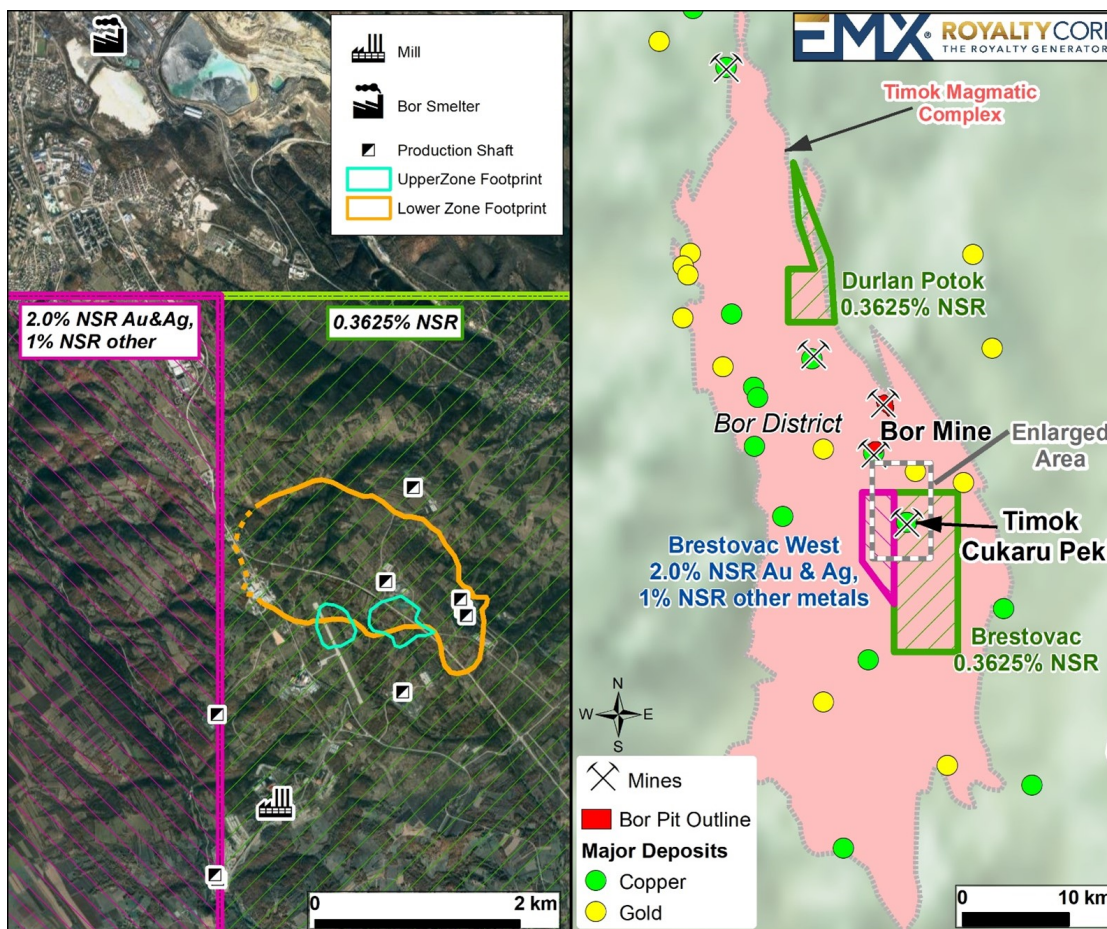 Mill
Bor Smelter
Production Shaft
UpperZone Footprint
Lower Zone Footprint
2.0% NSR Au&Ag,
1% NSR other
0.3625% NSR
0
2 km
EMX® ROYALTY CORP
THE ROYALTY GENERATOR
Timok Magmatic
Complex
Durlan Potok
0.3625% NSR
Bor District
Bor Mine
Enlarged
Area
Timok
Cukaru Peki
Brestovac West
2.0% NSR Au & Ag,
1% NSR other metals
Brestovac
0.3625% NSR
N
W
E
S
Mines
Bor Pit Outline
Major Deposits
Copper
Gold
0
10 km